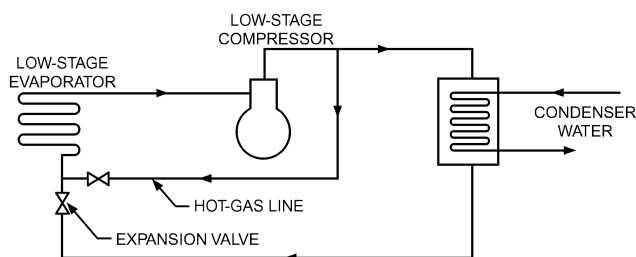 LOW-STAGE
COMPRESSOR
LOW-STAGE
EVAPORATOR
CONDENSER
WATER
HOT-GAS LINE
EXPANSION VALVE